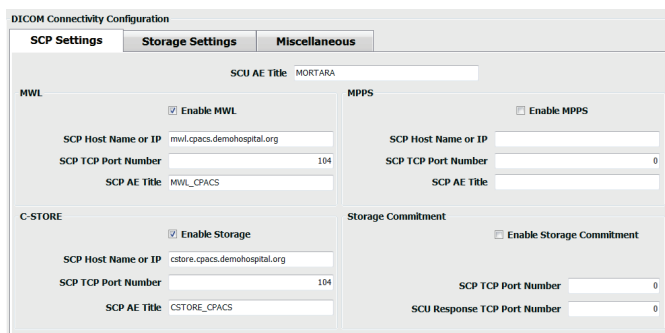 DICOM Connectivity Configuration
SCP Settings Storage Settings Miscellaneous
SCU AE Title MORTARA
MWL
Enable MWL
SCP Host Name or IP mwl.cpacs.demohospital.org
SCP TCP Port Number 104
SCP AE Title MWL_CPACS
MPPS
Enable MPPS
SCP Host Name or IP
SCP TCP Port Number 0
SCP AE Title
C-STORE
Enable Storage
SCP Host Name or IP cstore.cpacs.demohospital.org
SCP TCP Port Number 104
SCP AE Title CSTORE_CPACS
Storage Commitment
Enable Storage Commitment
SCP TCP Port Number 0
SCU Response TCP Port Number 0